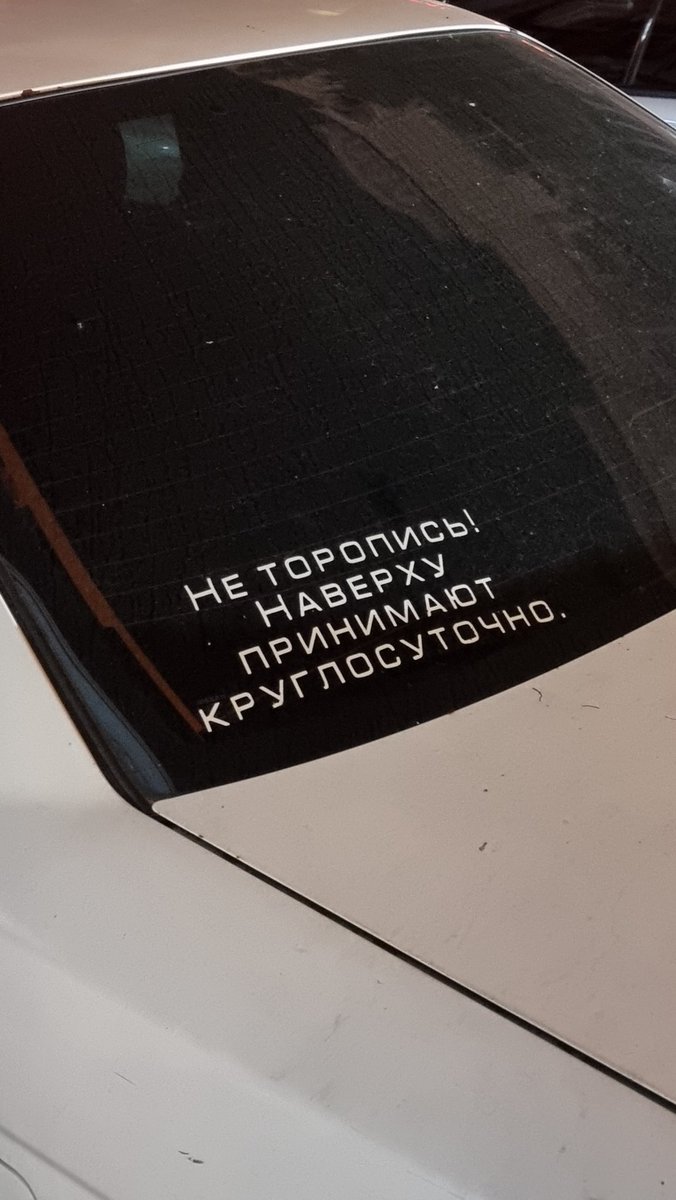 Не торопись!
Наверху
принимают
круглосуточно.